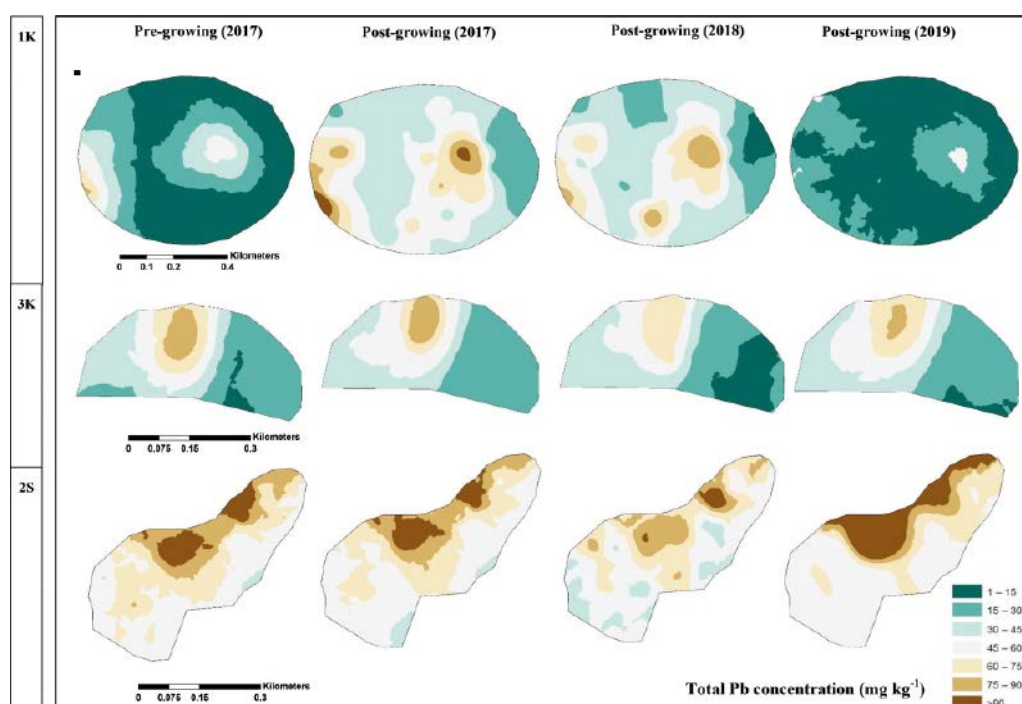 1K
Pre-growing (2017) Post-growing (2017) Post-growing (2018) Post-growing (2019)
Kilometers
0 0.1 0.2 0.4
3K
Kilometers
0 0.075 0.15 0.3
2S
Kilometers
0 0.075 0.15 0.3
1 – 15
15 – 30
30 – 45
45 – 60
60 – 75
75 – 90
>90
Total Pb concentration (mg kg⁻¹)